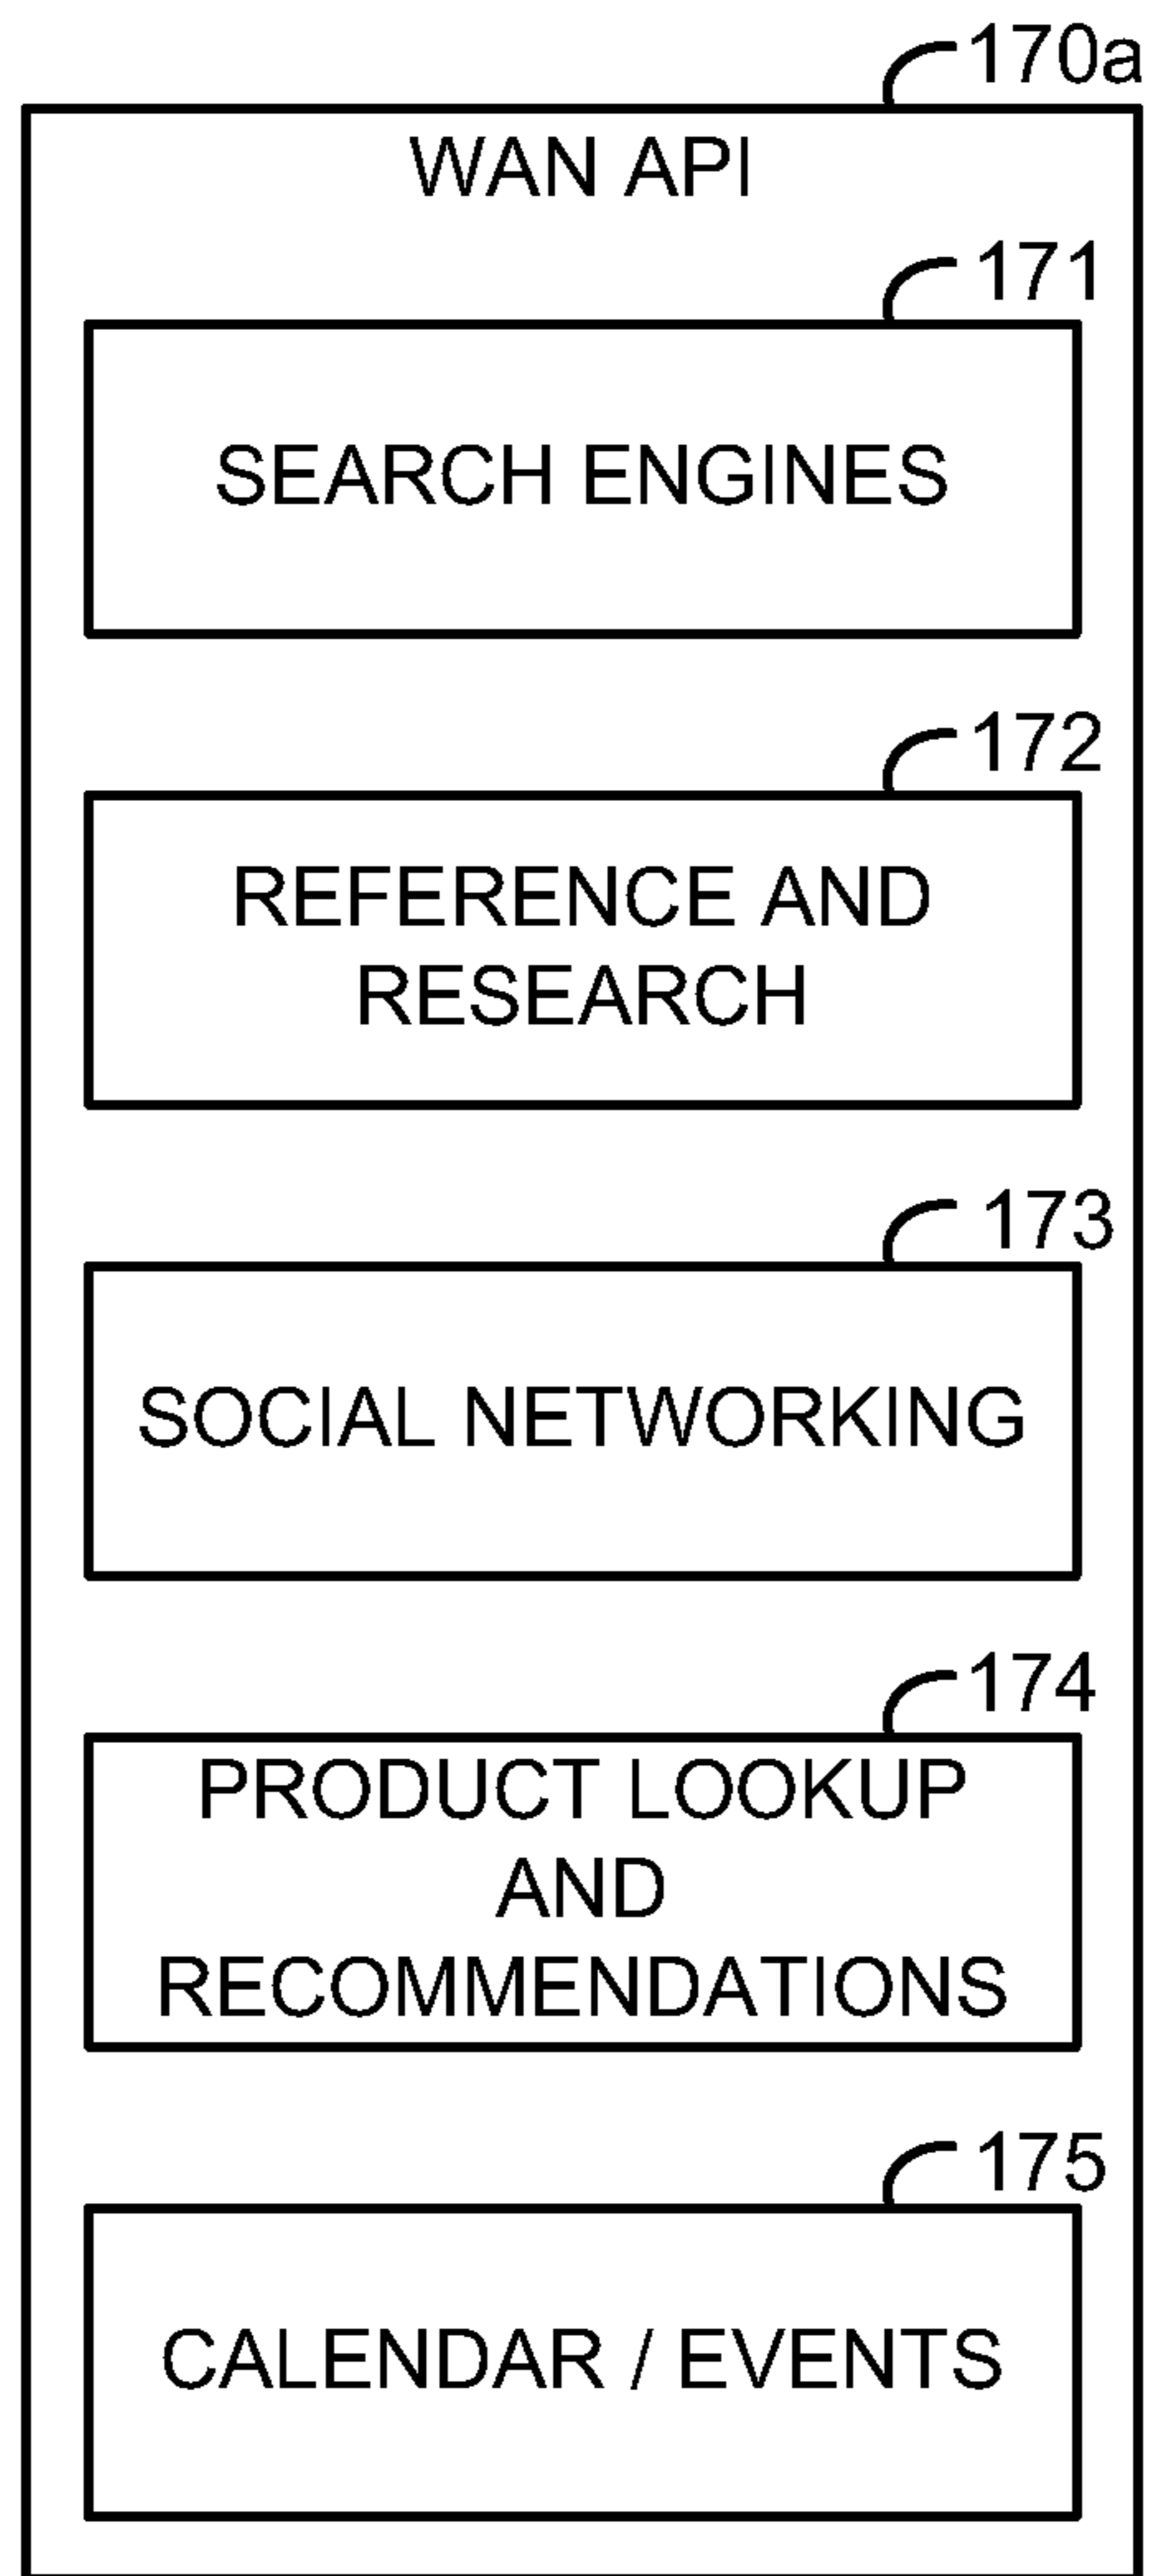 170a
WAN API
171
SEARCH ENGINES
172
REFERENCE AND
RESEARCH
173
SOCIAL NETWORKING
174
PRODUCT LOOKUP
AND
RECOMMENDATIONS
175
CALENDAR / EVENTS